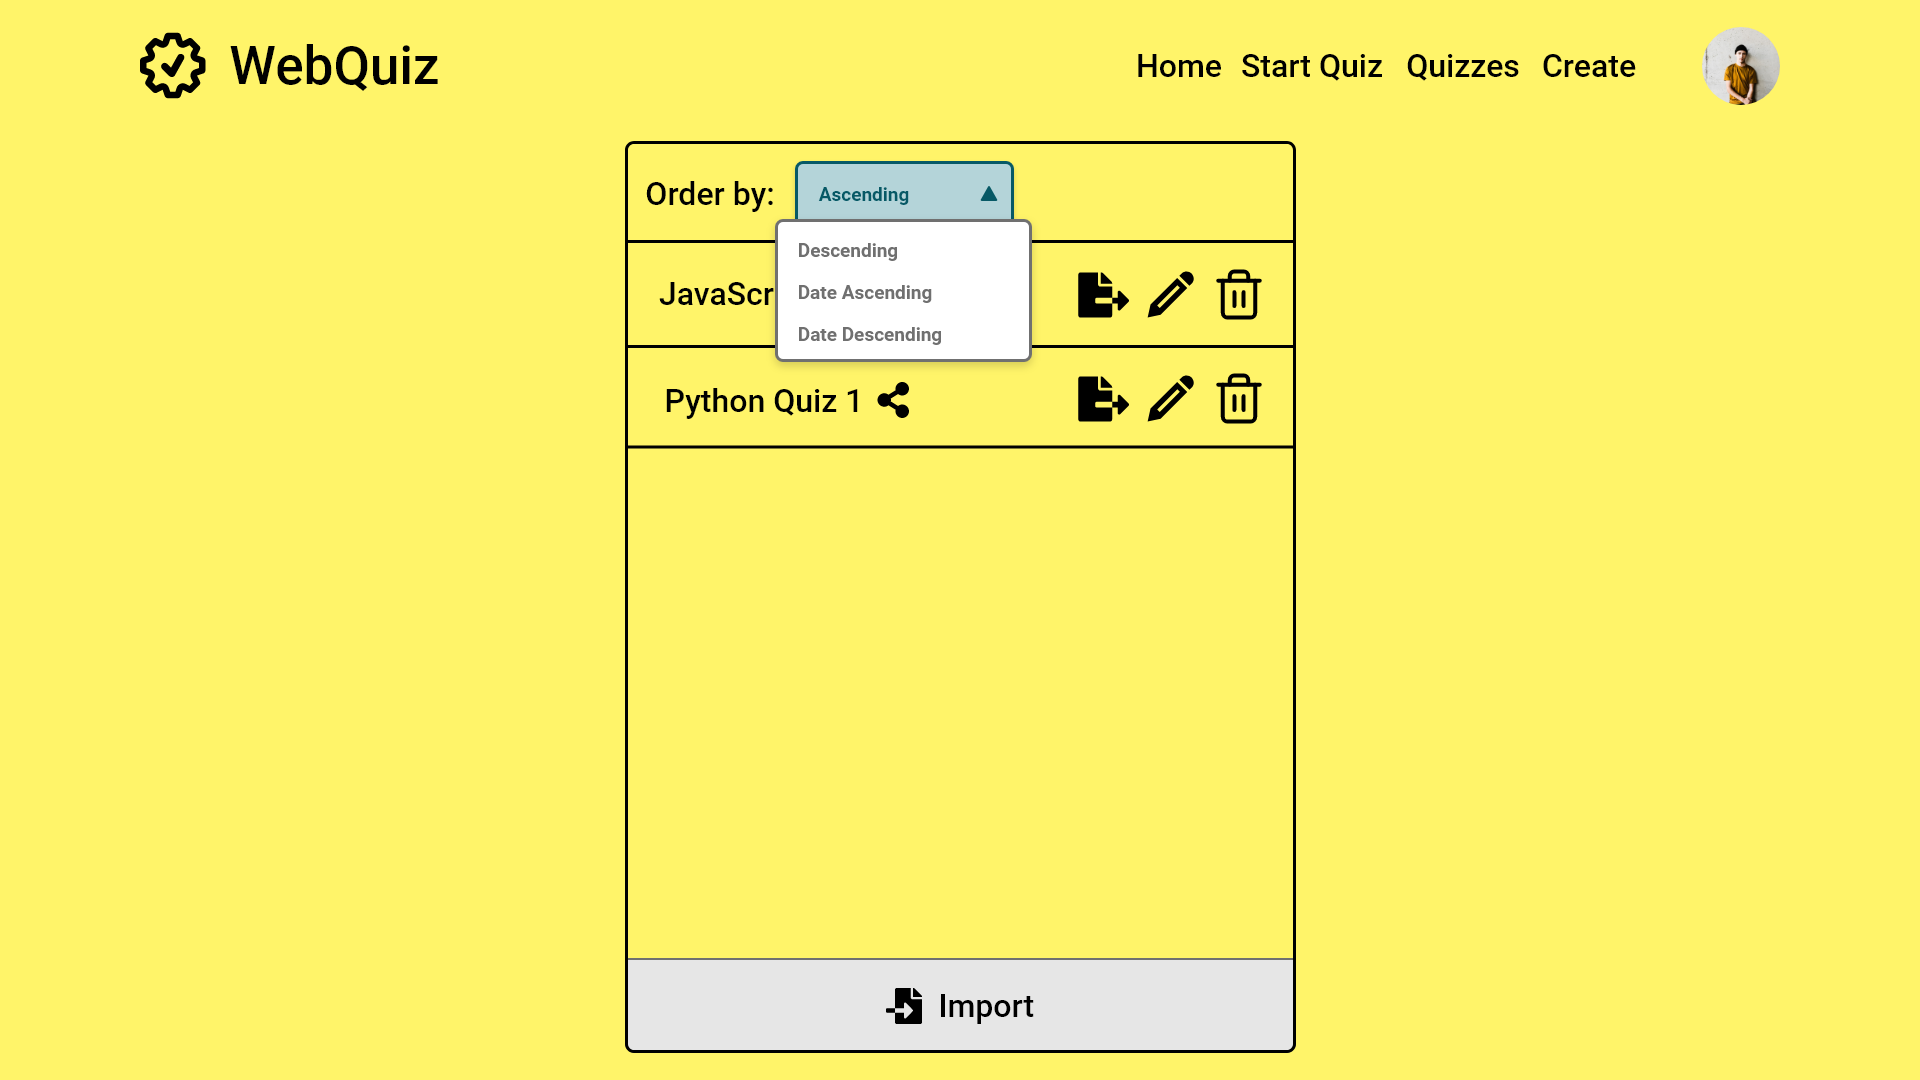 WebQuiz
Home Start Quiz Quizzes Create
Order by: Ascending
Descending
JavaScr
Date Ascending
Date Descending
Python Quiz 1
Import